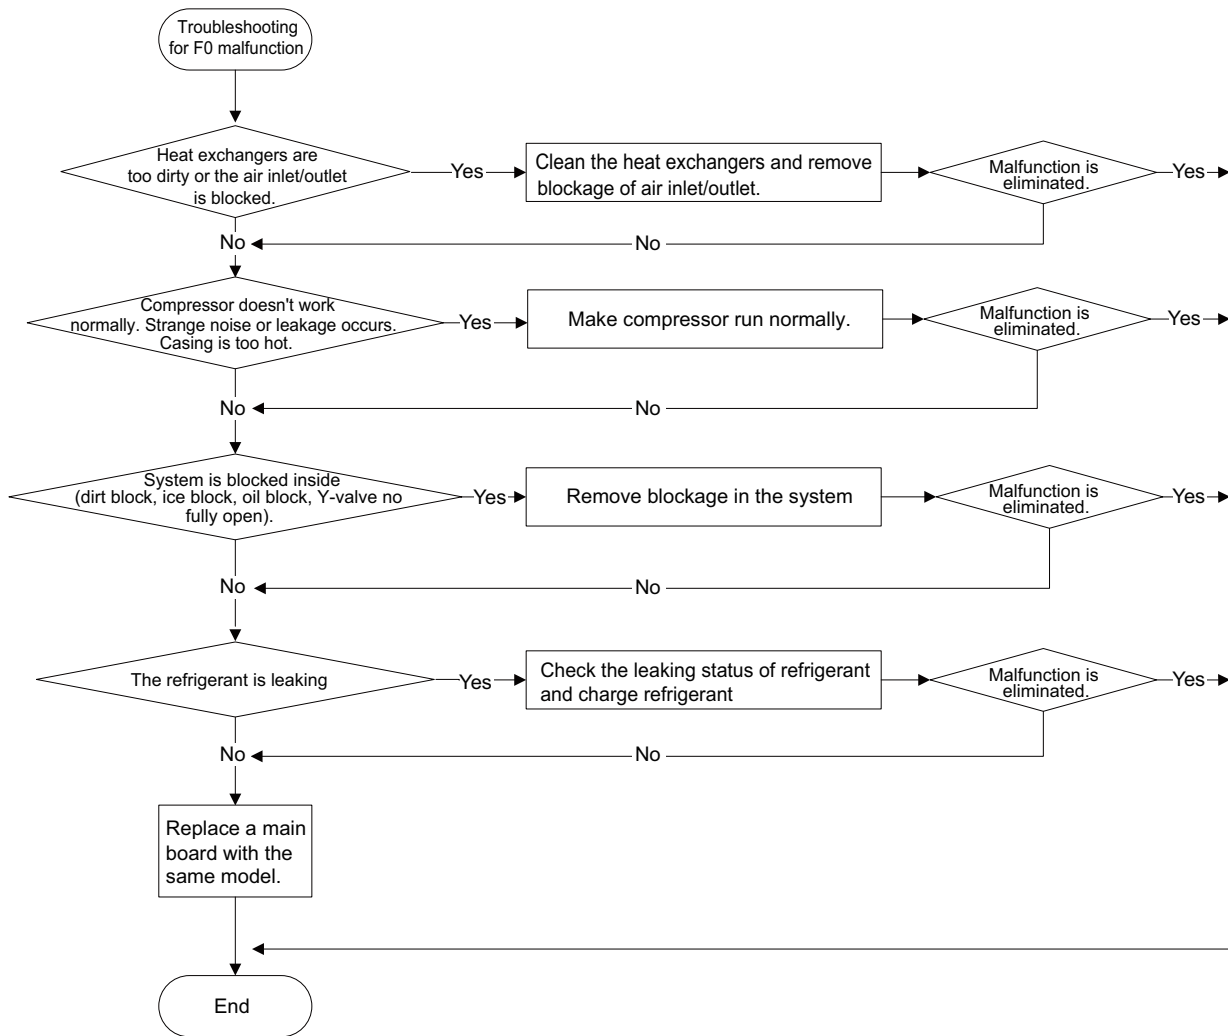 Troubleshooting
for F0 malfunction
Heat exchangers are
too dirty or the air inlet/outlet
is blocked.
Yes
Clean the heat exchangers and remove
blockage of air inlet/outlet.
Malfunction is
eliminated.
Yes
No
No
Compressor doesn't work
normally. Strange noise or leakage occurs.
Casing is too hot.
Yes
Make compressor run normally.
Malfunction is
eliminated.
Yes
No
No
System is blocked inside
(dirt block, ice block, oil block, Y-valve no
fully open).
Yes
Remove blockage in the system
Malfunction is
eliminated.
Yes
No
No
The refrigerant is leaking
Yes
Check the leaking status of refrigerant
and charge refrigerant
Malfunction is
eliminated.
Yes
No
No
Replace a main
board with the
same model.
End